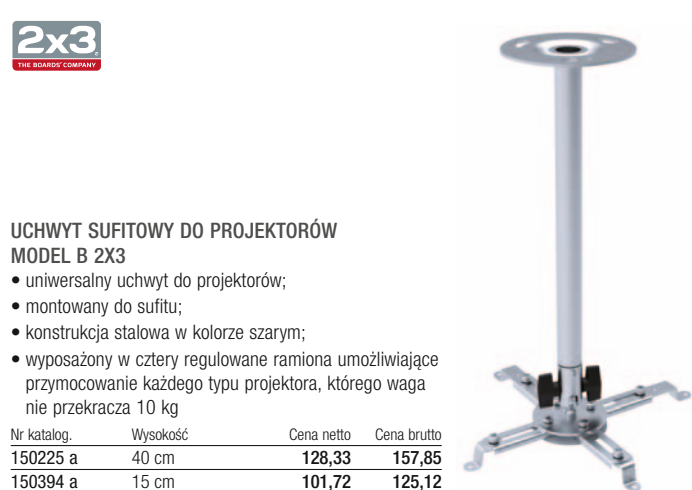 2x3
THE BOARDS' COMPANY
UCHWYT SUFITOWY DO PROJEKTORÓW
MODEL B 2X3
• uniwersalny uchwyt do projektorów;
• montowany do sufitu;
• konstrukcja stalowa w kolorze szarym;
• wyposażony w cztery regulowane ramiona umożliwiające
przymocowanie każdego typu projektora, którego waga
nie przekracza 10 kg
Nr katalog. Wysokość Cena netto Cena brutto
150225 a 40 cm 128,33 157,85
150394 a 15 cm 101,72 125,12